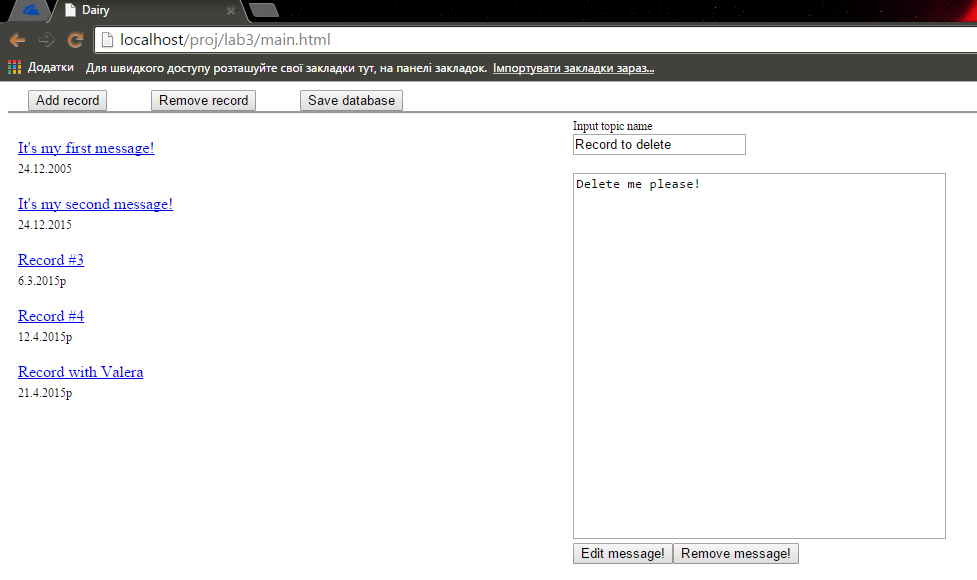 Dairy
localhost/proj/lab3/main.html
Додатки Для швидкого доступу розташуйте свої закладки тут, на панелі закладок. Імпортувати закладки зараз...
Add record Remove record Save database
It's my first message!
24.12.2005
It's my second message!
24.12.2015
Record #3
6.3.2015р
Record #4
12.4.2015р
Record with Valera
21.4.2015р
Input topic name
Record to delete
Delete me please!
Edit message! Remove message!